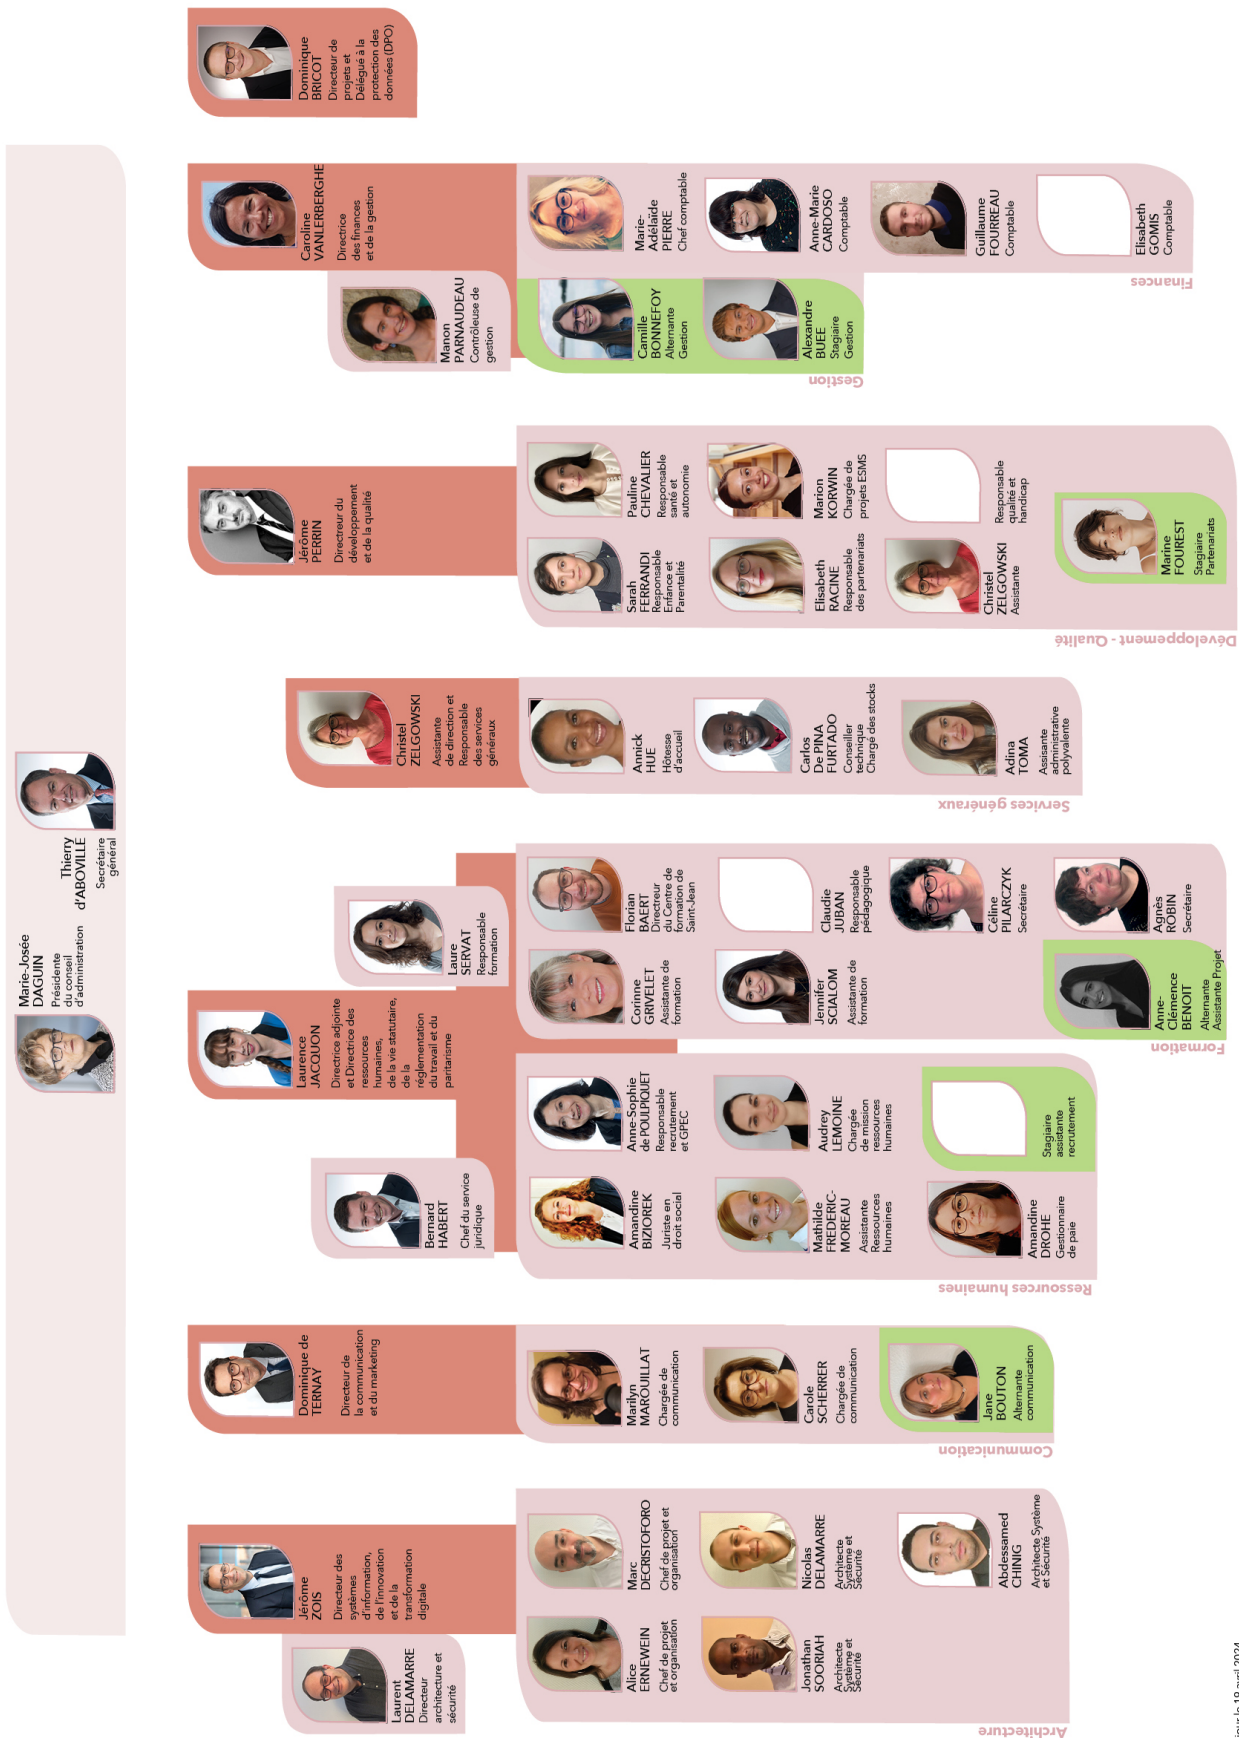 Marie-Josée
DAGUIN
Présidente
du conseil
d'administration
Thierry
d'ABOVILLE
Secrétaire
général
Laurent
DELAMARRE
Directeur
architecture et
sécurité
Jérôme
ZOIS
Directeur des
systèmes
d'information,
de l'innovation
et de la
transformation
digitale
Alice
ERNEWEIN
Chef de projet
et organisation
Marc
DECRISTOFORO
Chef de projet et
organisation
Jonathan
SOORIAH
Architecte
Système et
Sécurité
Nicolas
DELAMARRE
Architecte
Système et
Sécurité
Abdessamed
CHINIG
Architecte Système
et Sécurité
Architecture
Dominique de
TERNAY
Directeur de
la communication
et du marketing
Marilyn
MAROUILLAT
Chargée de
communication
Carole
SCHERRER
Chargée de
communication
Jane
BOUTON
Alternante
communication
Communication
Bernard
HABERT
Chef du service
juridique
Laurence
JACQUON
Directrice adjointe
et Directrice des
ressources
humaines,
de la vie statutaire,
de la
réglementation
du travail et du
paritarisme
Laure
SERVAT
Responsable
formation
Amandine
BIZIOREK
Juriste en
droit social
Anne-Sophie
de POULPIQUET
Responsable
recrutement
et GPEC
Mathilde
FREDERIC-
MOREAU
Assistante
Ressources
humaines
Audrey
LEMOINE
Chargée
de mission
ressources
humaines
Amandine
DROHE
Gestionnaire
de paie
Stagiaire
assistante
recrutement
Ressources humaines
Corinne
GRIVELET
Assistante de
formation
Florian
BAERT
Directeur
du Centre de
formation de
Saint-Jean
Jennifer
SCIALOM
Assistante de
formation
Claudie
JUBAN
Responsable
pédagogique
Céline
PILARCZYK
Secrétaire
Anne-
Clémence
BENOIT
Alternante
Assistante Projet
Agnès
ROBIN
Secrétaire
Formation
Christel
ZELGOWSKI
Assistante
de direction et
Responsable
des services
généraux
Annick
HUE
Hôtesse
d'accueil
Carlos
De PINA
FURTADO
Conseiller
technique
Chargé des stocks
Adina
TOMA
Assisante
administrative
polyvalente
Services généraux
Jérôme
PERRIN
Directreur du
développement
et de la qualité
Sarah
FERRANDI
Responsable
Enfance et
Parentalité
Pauline
CHEVALIER
Responsable
santé et
autonomie
Elisabeth
RACINE
Responsable
des partenariats
Marion
KORWIN
Chargée de
projets ESMS
Christel
ZELGOWSKI
Assistante
Responsable
qualité et
handicap
Marine
FOUREST
Stagiaire
Partenariats
Développement - Qualité
Manon
PARNAUDEAU
Contrôleuse de
gestion
Caroline
VANLERBERGHE
Directrice
des finances
et de la gestion
Camille
BONNEFOY
Alternante
Gestion
Alexandre
BUEE
Stagiaire
Gestion
Gestion
Marie-
Adélaïde
PIERRE
Chef comptable
Anne-Marie
CARDOSO
Comptable
Guillaume
FOURREAU
Comptable
Elisabeth
GOMIS
Comptable
Finances
Dominique
BRICOT
Directeur de
projets et
Délégué à la
protection des
données (DPO)
jour le 19 avril 2024